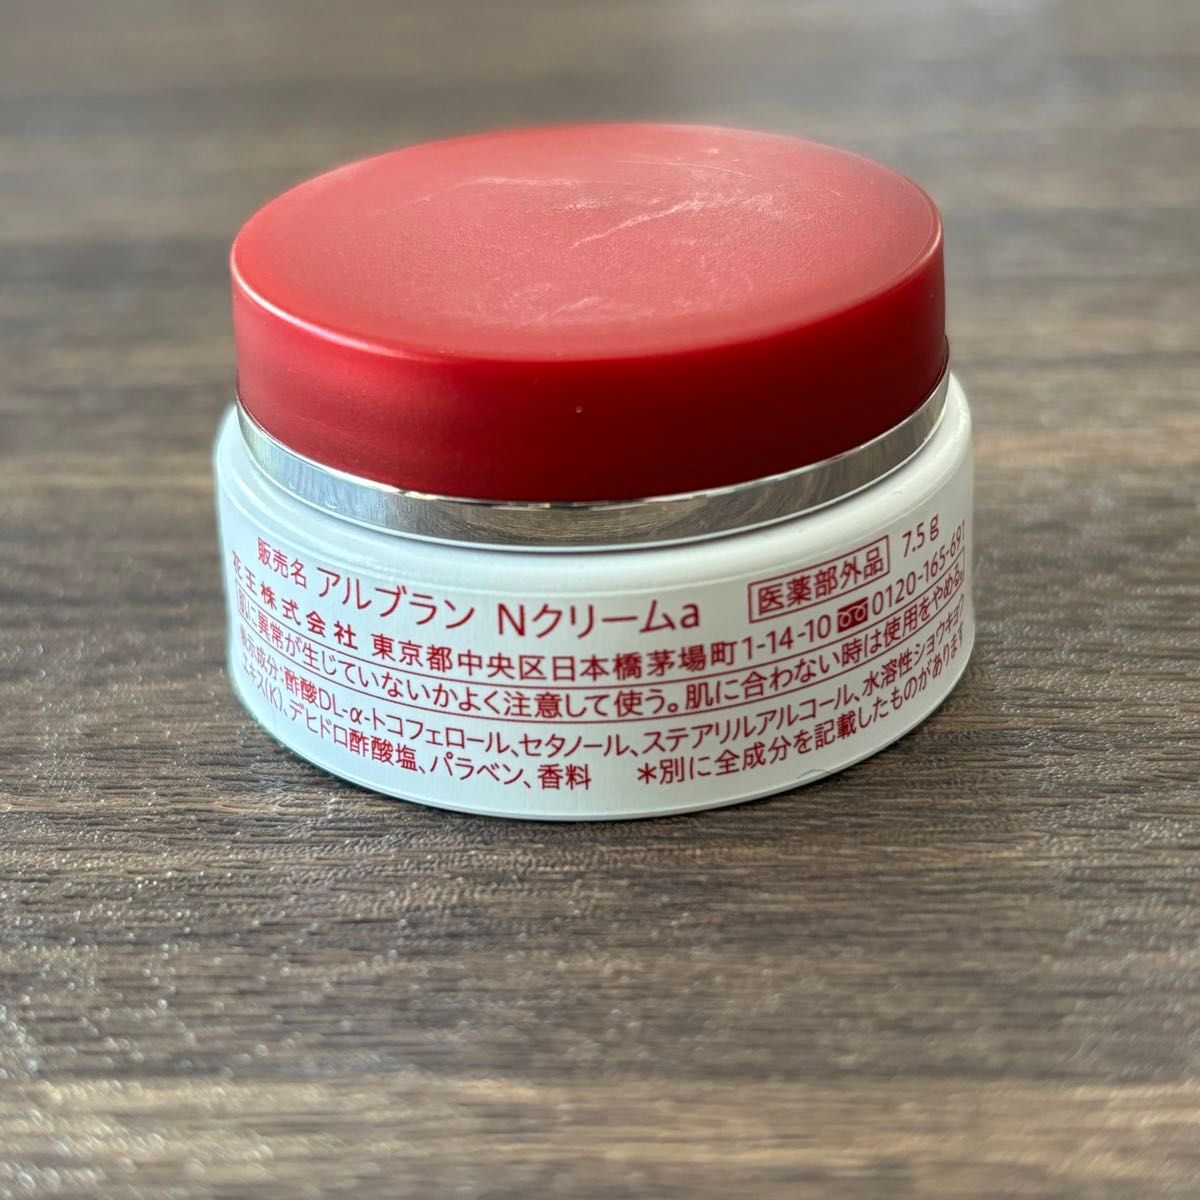 販売名 アルブラン Nクリームa 医薬部外品 7.5g
花王株式会社 東京都中央区日本橋茅場町1-14-10 0120-165-691
肌に異常が生じていないかよく注意して使う。肌に合わない時は使用をやめる。
表示成分:酢酸DL-α-トコフェロール、セタノール、ステアリルアルコール、水溶性ショウキョウ
エキス(K)、デヒドロ酢酸塩、パラベン、香料 *別に全成分を記載したものがあります